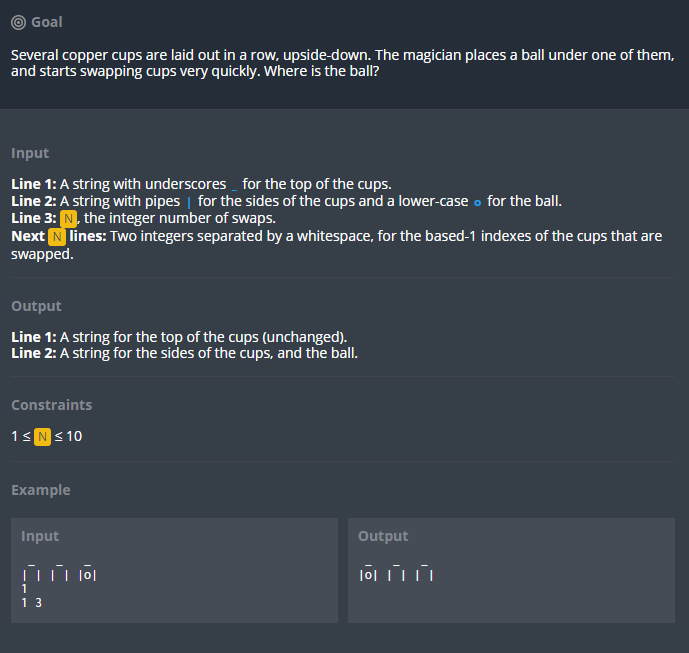 Goal
Several copper cups are laid out in a row, upside-down. The magician places a ball under one of them,
and starts swapping cups very quickly. Where is the ball?
Input
Line 1: A string with underscores _ for the top of the cups.
Line 2: A string with pipes | for the sides of the cups and a lower-case o for the ball.
Line 3: N, the integer number of swaps.
Next N lines: Two integers separated by a whitespace, for the based-1 indexes of the cups that are
swapped.
Output
Line 1: A string for the top of the cups (unchanged).
Line 2: A string for the sides of the cups, and the ball.
Constraints
1 ≤ N ≤ 10
Example
Input
 _   _   _
| | | | |o|
1
1 3
Output
 _   _   _
|o| | | | |